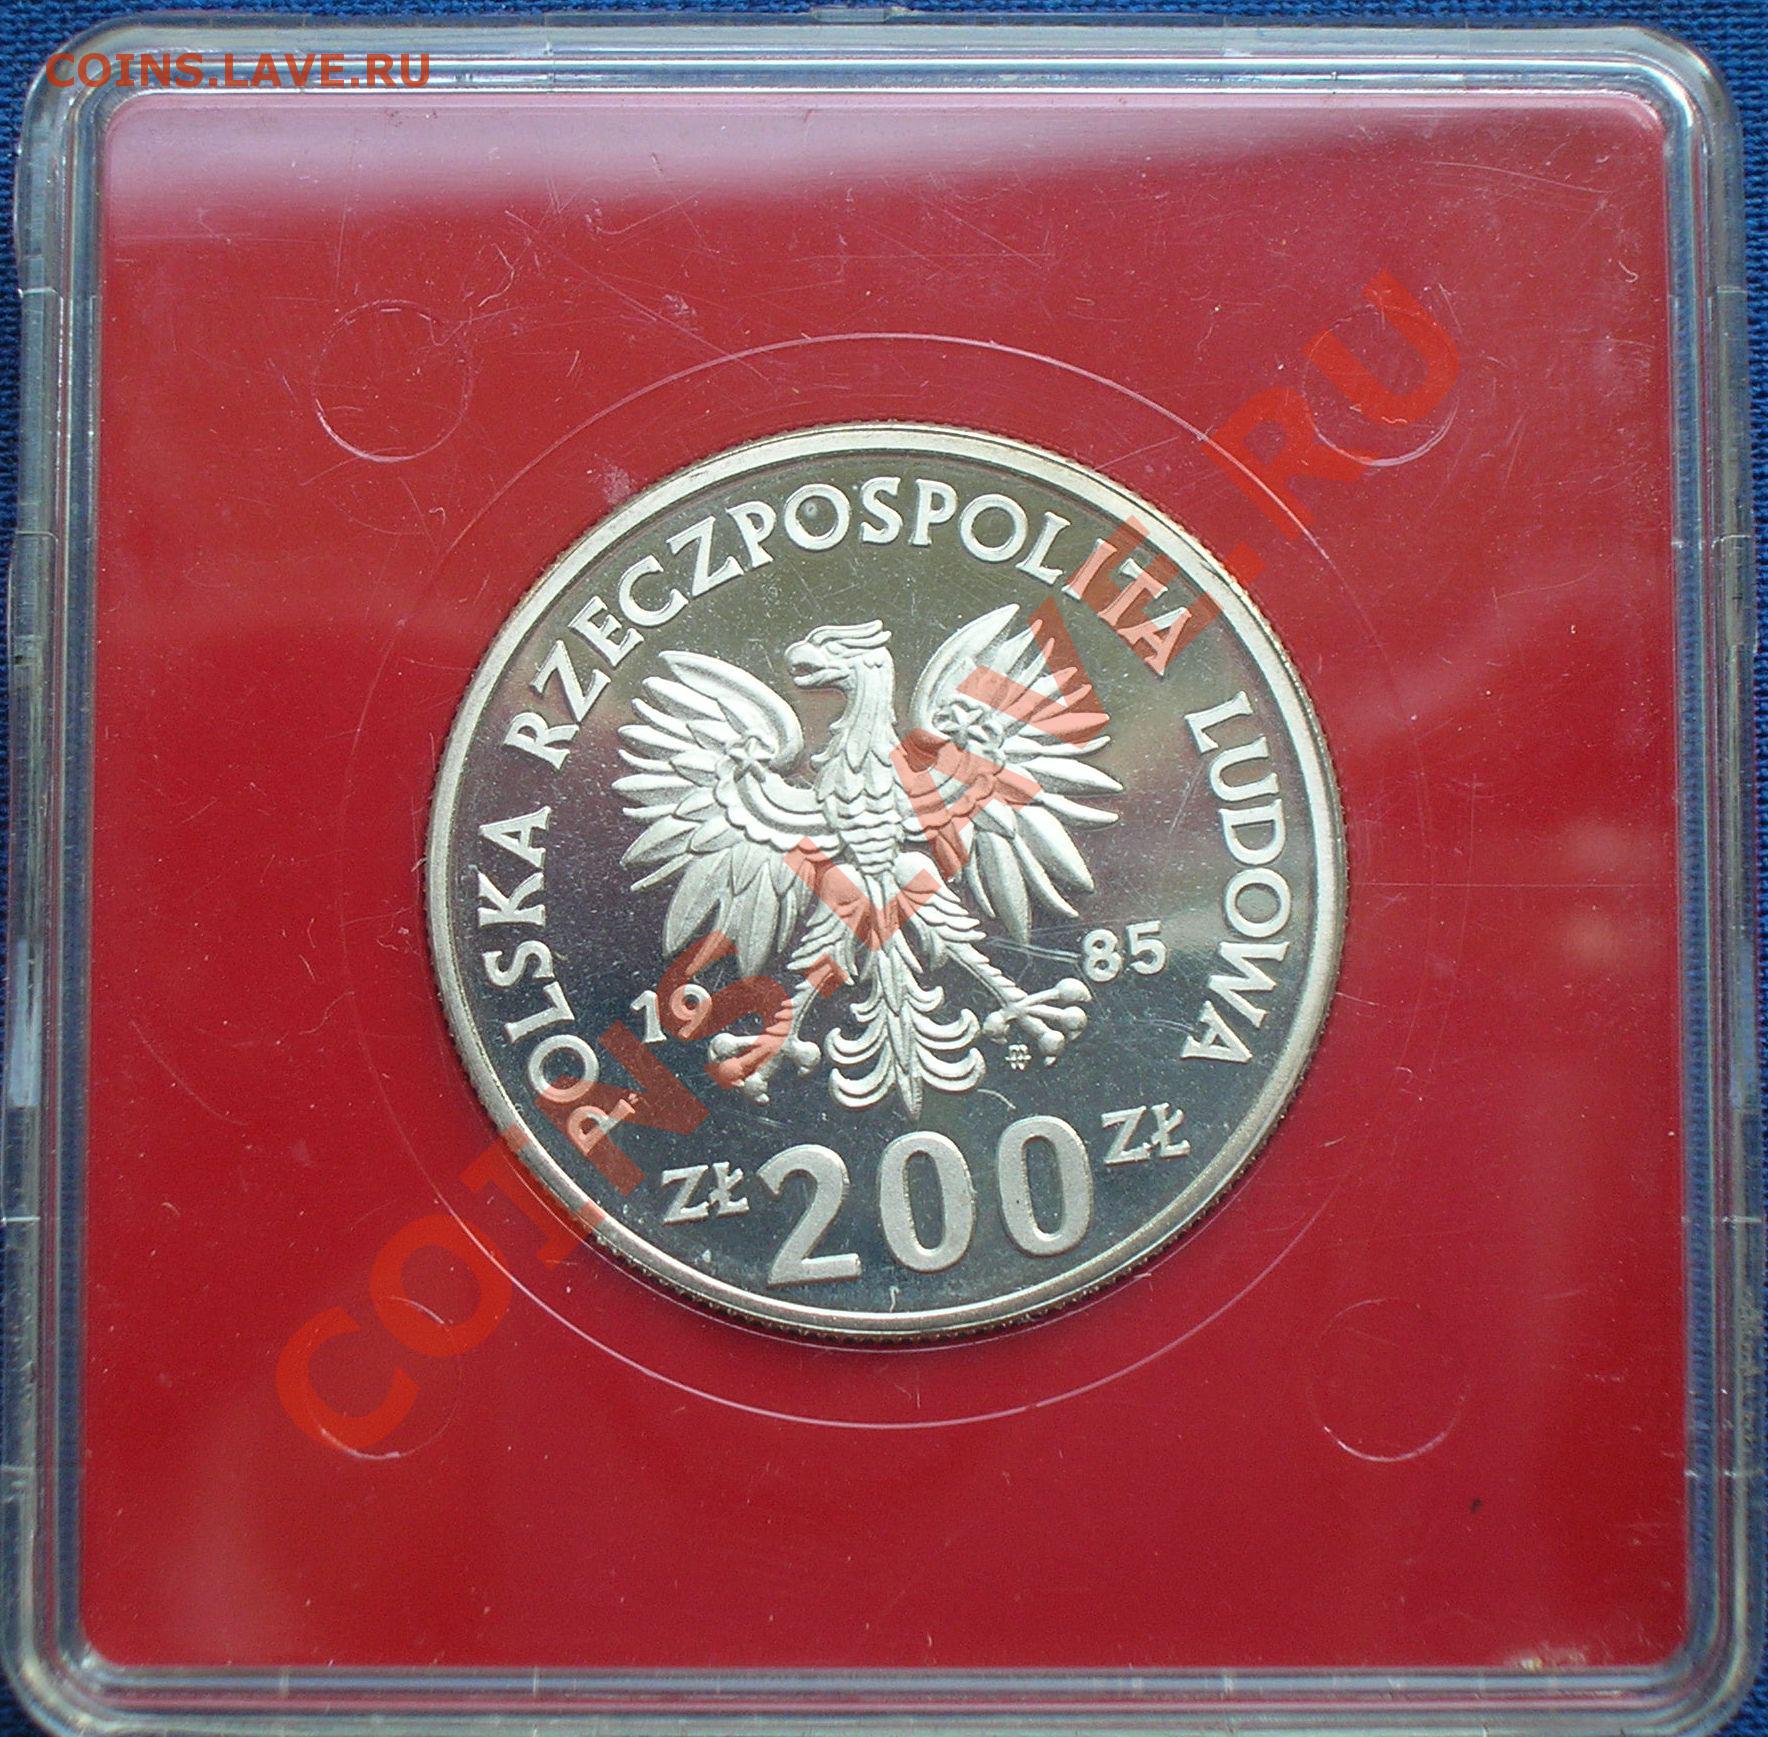 COINS.LAVE.RU
POLSKA RZECZPOSPOLITA LUDOWA
19 85
ZŁ 200 ZŁ
COINS.LAVE.RU